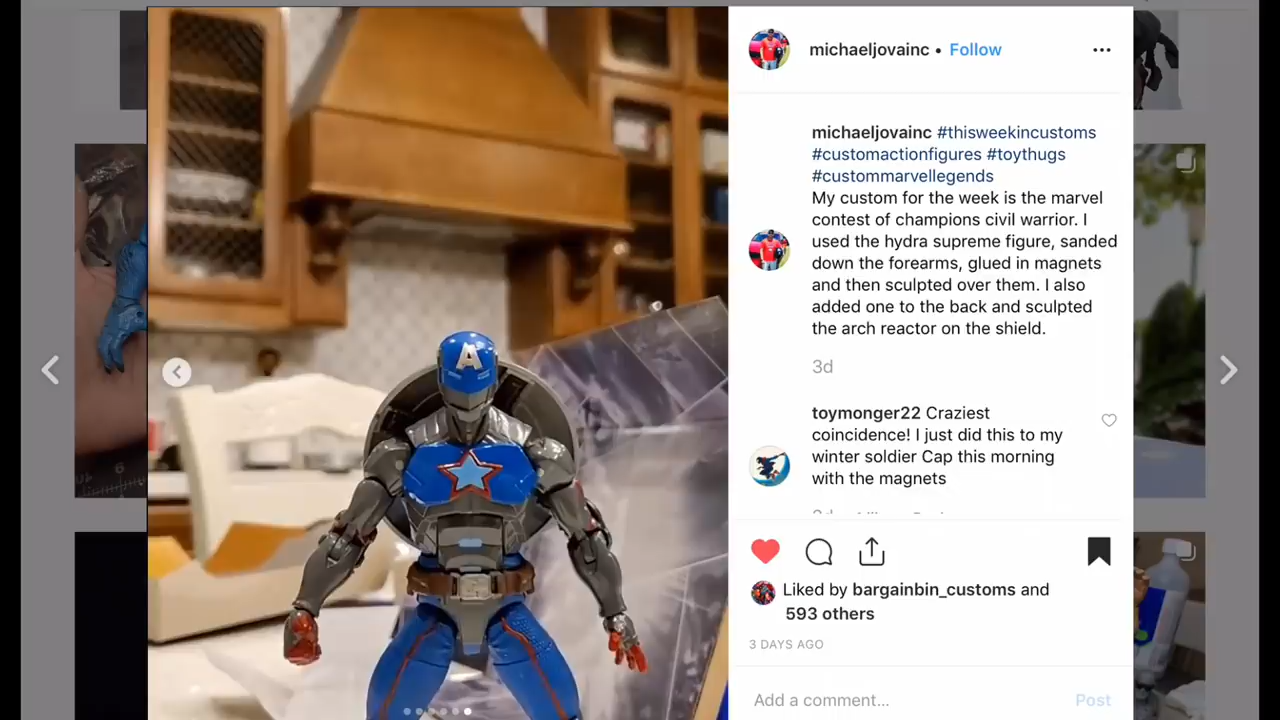 michaeljovainc • Follow
michaeljovainc #thisweekincustoms
#customactionfigures #toythugs
#custommarvellegends
My custom for the week is the marvel
contest of champions civil warrior. I
used the hydra supreme figure, sanded
down the forearms, glued in magnets
and then sculpted over them. I also
added one to the back and sculpted
the arch reactor on the shield.
3d
toymonger22 Craziest
coincidence! I just did this to my
winter soldier Cap this morning
with the magnets
Liked by bargainbin_customs and
593 others
3 DAYS AGO
Add a comment... Post
A
6